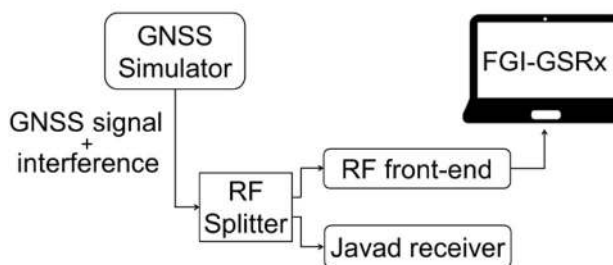 GNSS
Simulator
FGI-GSRx
GNSS signal
+
interference
RF front-end
RF
Splitter
Javad receiver